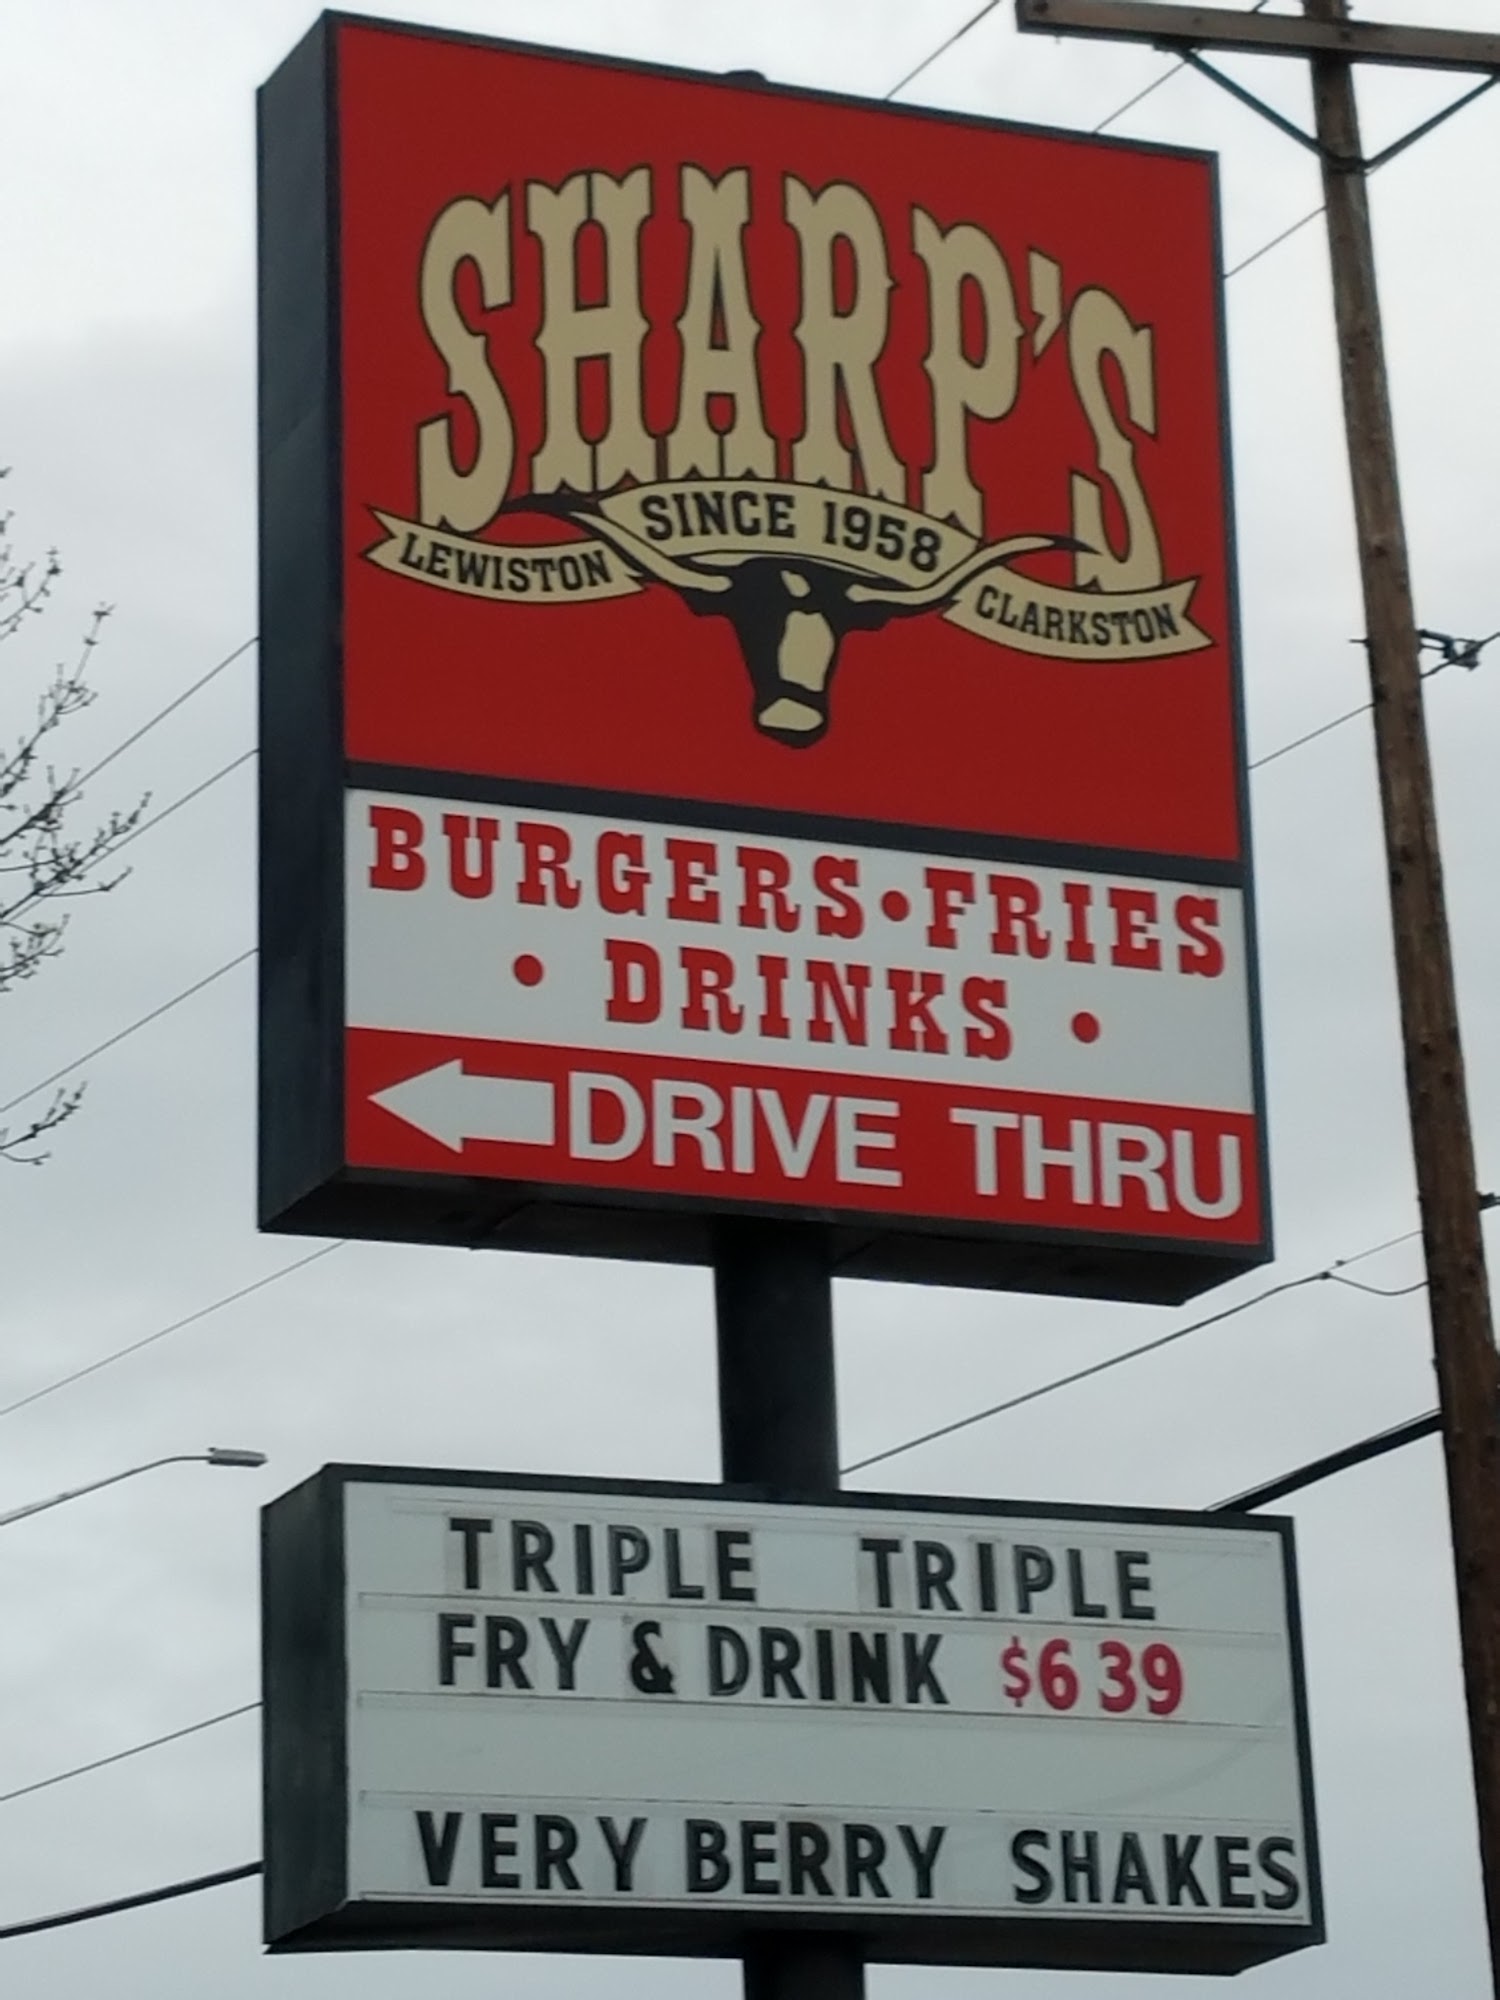 SHARP'S
SINCE 1958
LEWISTON
CLARKSTON
BURGERS•FRIES
• DRINKS •
DRIVE THRU
TRIPLE TRIPLE
FRY & DRINK $6 39
VERY BERRY SHAKES